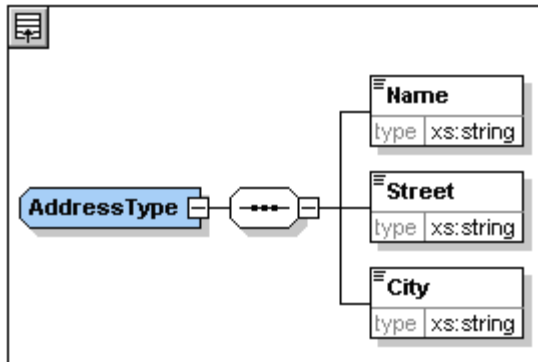 Name
type xs:string
AddressType
Street
type xs:string
City
type xs:string